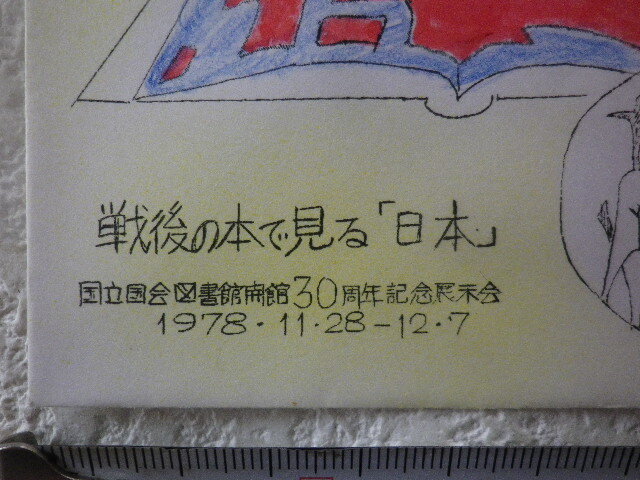 戦後の本で見る「日本」
国立国会図書館開館30周年記念展示会
1978・11・28-12・7